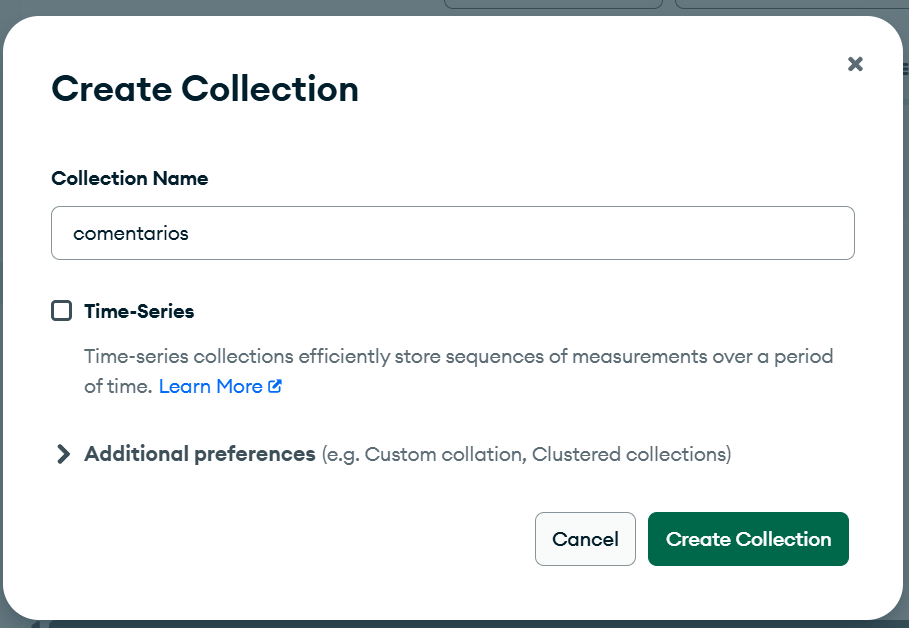 Create Collection
Collection Name
comentarios
Time-Series
Time-series collections efficiently store sequences of measurements over a period
of time. Learn More
Additional preferences (e.g. Custom collation, Clustered collections)
Cancel
Create Collection